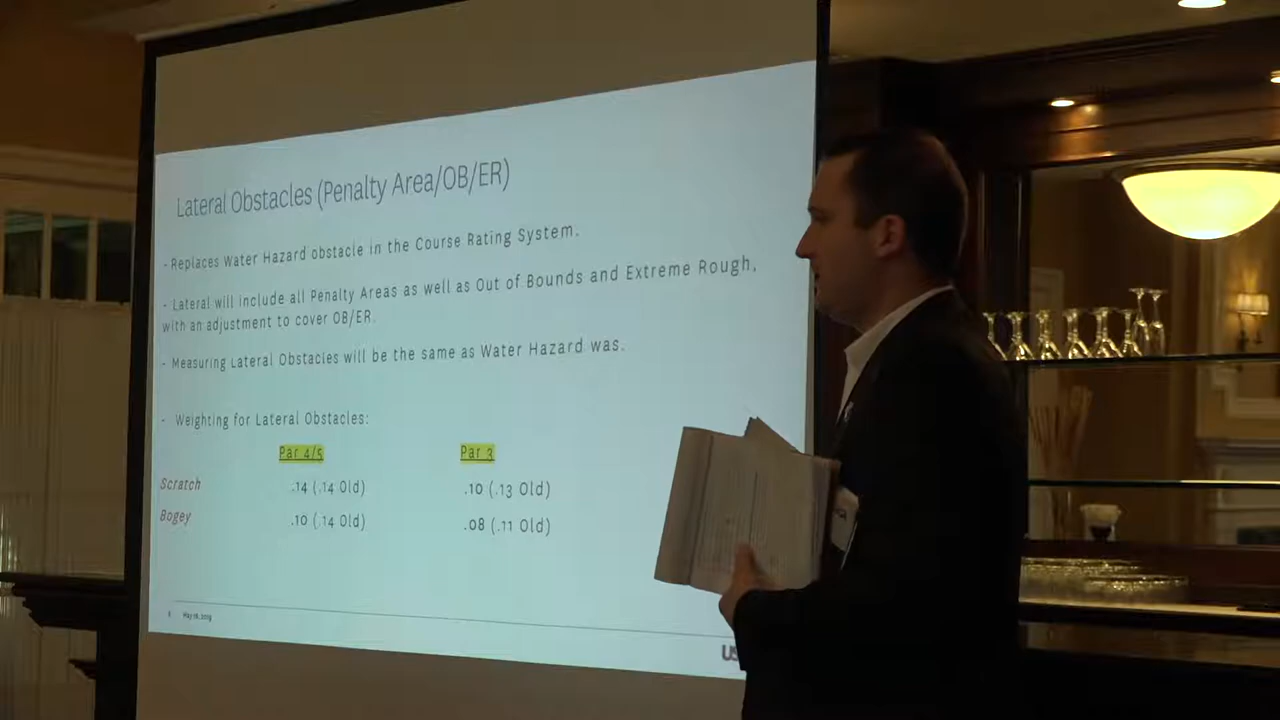 Lateral Obstacles (Penalty Area/OB/ER)
- Replaces Water Hazard obstacle in the Course Rating System.
- Lateral will include all Penalty Areas as well as Out of Bounds and Extreme Rough,
with an adjustment to cover OB/ER.
- Measuring Lateral Obstacles will be the same as Water Hazard was.
- Weighting for Lateral Obstacles:
Par 4/5 Par 3
Scratch .14 (.14 Old) .10 (.13 Old)
Bogey .10 (.14 Old) .08 (.11 Old)
US